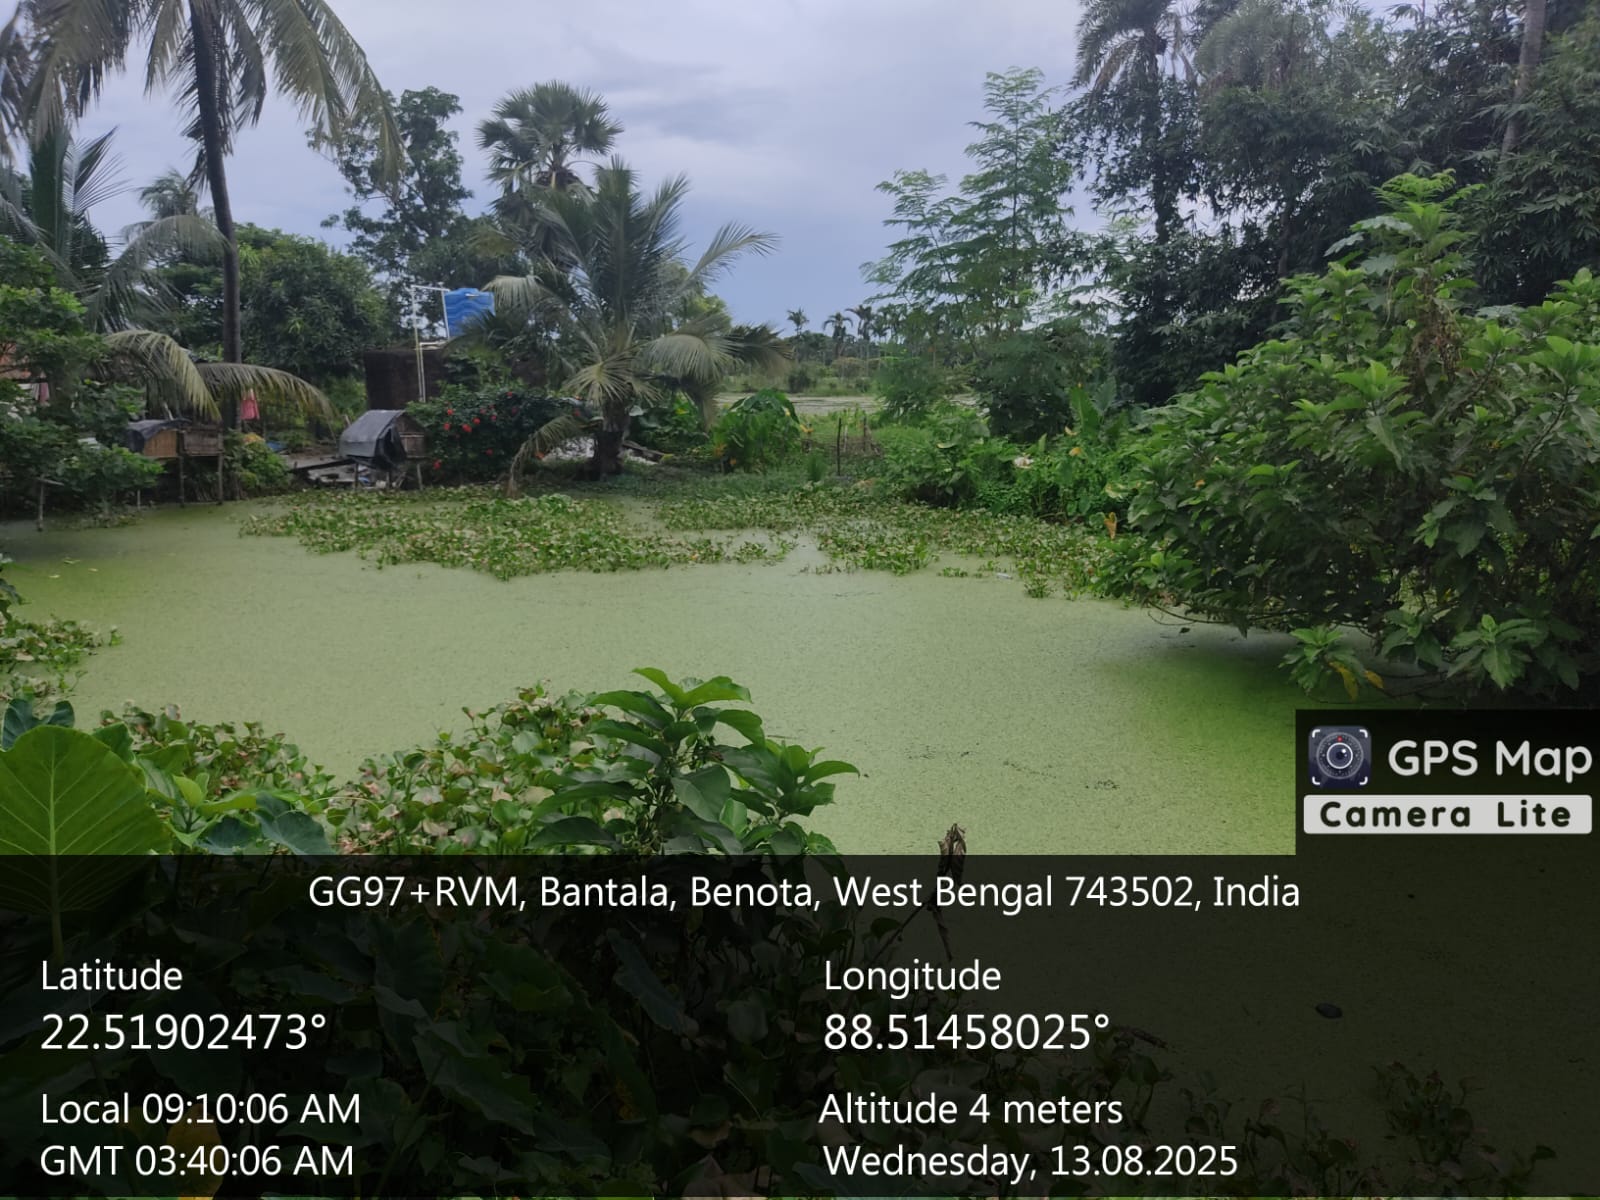 GPS Map
Camera Lite
GG97+RVM, Bantala, Benota, West Bengal 743502, India
Latitude
22.51902473°
Longitude
88.51458025°
Local 09:10:06 AM
GMT 03:40:06 AM
Altitude 4 meters
Wednesday, 13.08.2025